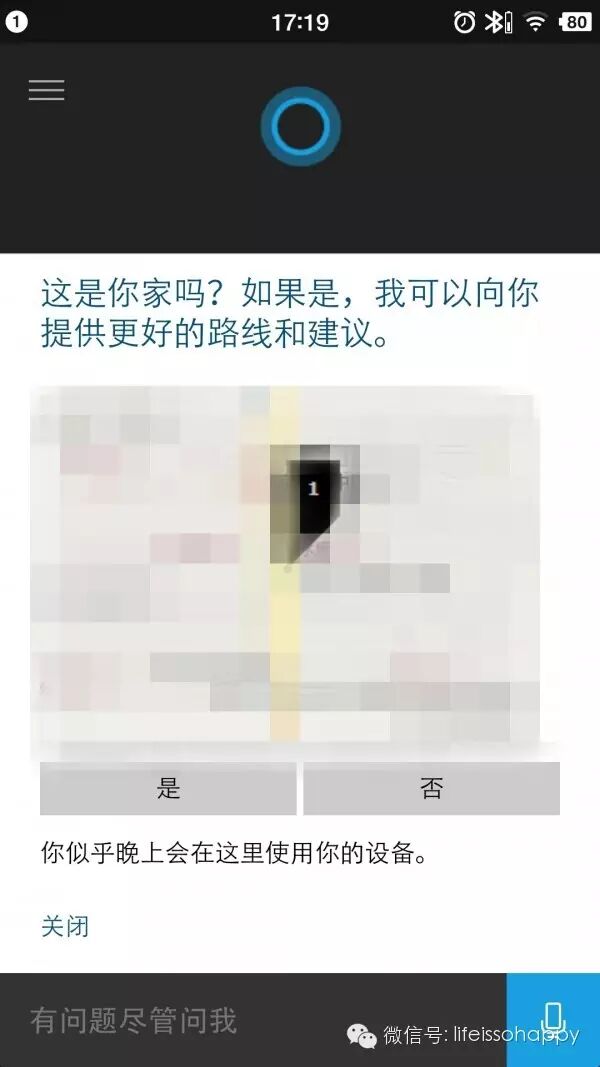 1
17:19
80
这是你家吗？如果是，我可以向你
提供更好的路线和建议。
1
是
否
你似乎晚上会在这里使用你的设备。
关闭
有问题尽管问我
微信号: lifeissohappy